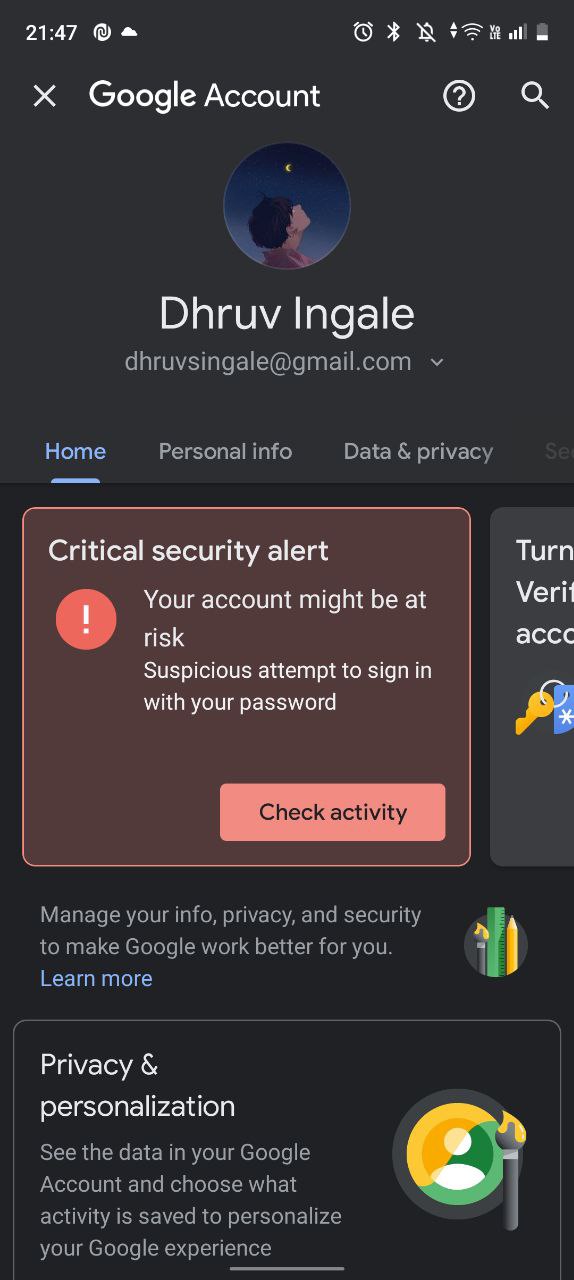 21:47
Vo
LTE
Google Account
Dhruv Ingale
dhruvsingale@gmail.com
Home Personal info Data & privacy Se
Critical security alert
Your account might be at
risk
Suspicious attempt to sign in
with your password
Check activity
Turn
Verif
acco
Manage your info, privacy, and security
to make Google work better for you.
Learn more
Privacy &
personalization
See the data in your Google
Account and choose what
activity is saved to personalize
your Google experience